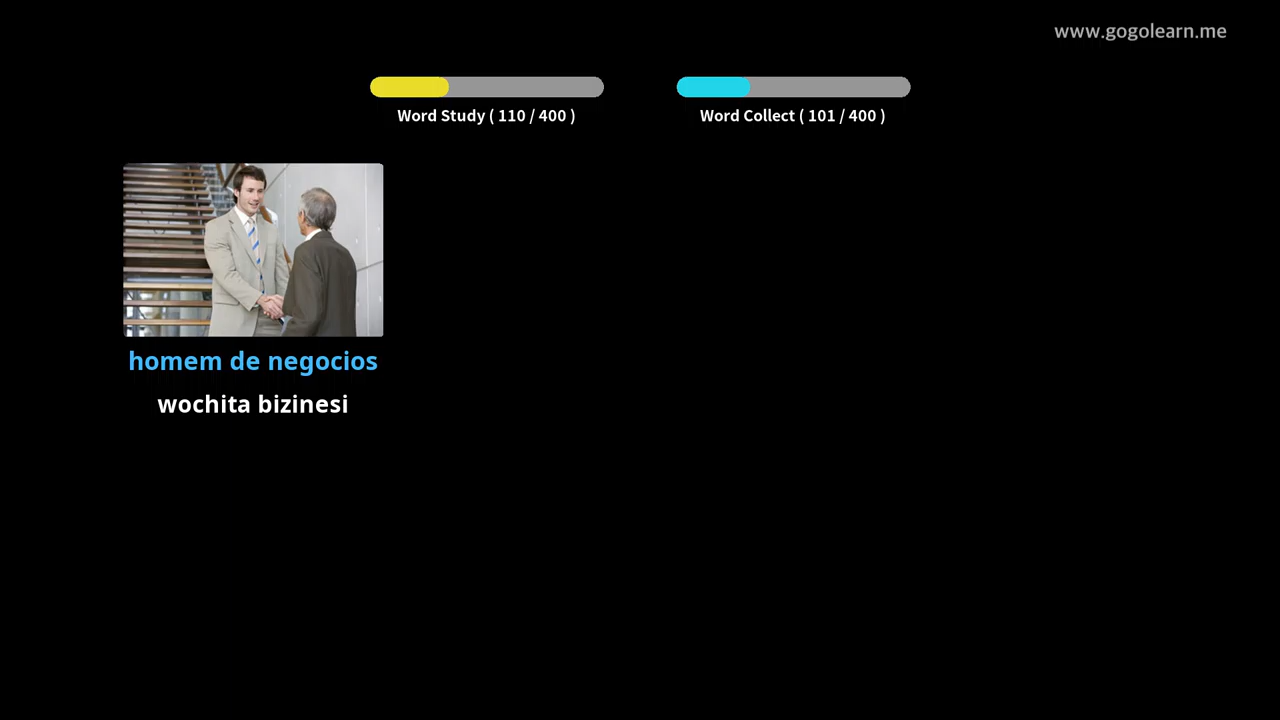 www.gogolearn.me
Word Study ( 110 / 400 )
Word Collect ( 101 / 400 )
homem de negocios
wochita bizinesi